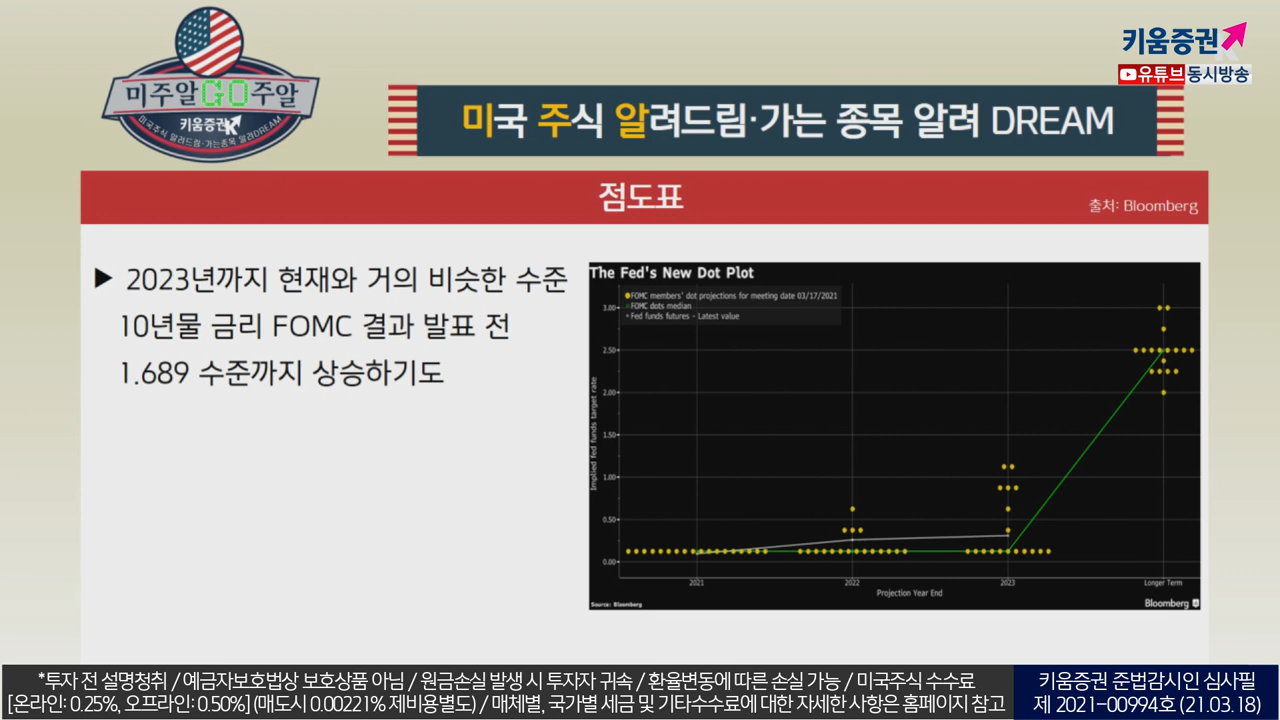 미주알GO주알
키움증권
미국주식 알려드림·가는종목 알려DREAM
미국 주식 알려드림·가는 종목 알려 DREAM
키움증권
유튜브동시방송
점도표
출처: Bloomberg
▶ 2023년까지 현재와 거의 비슷한 수준
10년물 금리 FOMC 결과 발표 전
1.689 수준까지 상승하기도
The Fed's New Dot Plot
FOMC members' dot projections for meeting date 03/17/2021
FOMC dots median
Fed funds futures - Latest value
Implied fed funds target rate
3.00
2.50
2.00
1.50
1.00
0.50
0.00
2021 2022 2023 Longer Term
Projection Year End
Source: Bloomberg
Bloomberg
*투자 전 설명청취 / 예금자보호법상 보호상품 아님 / 원금손실 발생 시 투자자 귀속 / 환율변동에 따른 손실 가능 / 미국주식 수수료
[온라인: 0.25%, 오프라인: 0.50%] (매도시 0.00221% 제비용별도) / 매체별, 국가별 세금 및 기타수수료에 대한 자세한 사항은 홈페이지 참고
키움증권 준법감시인 심사필
제 2021-00994호 (21.03.18)